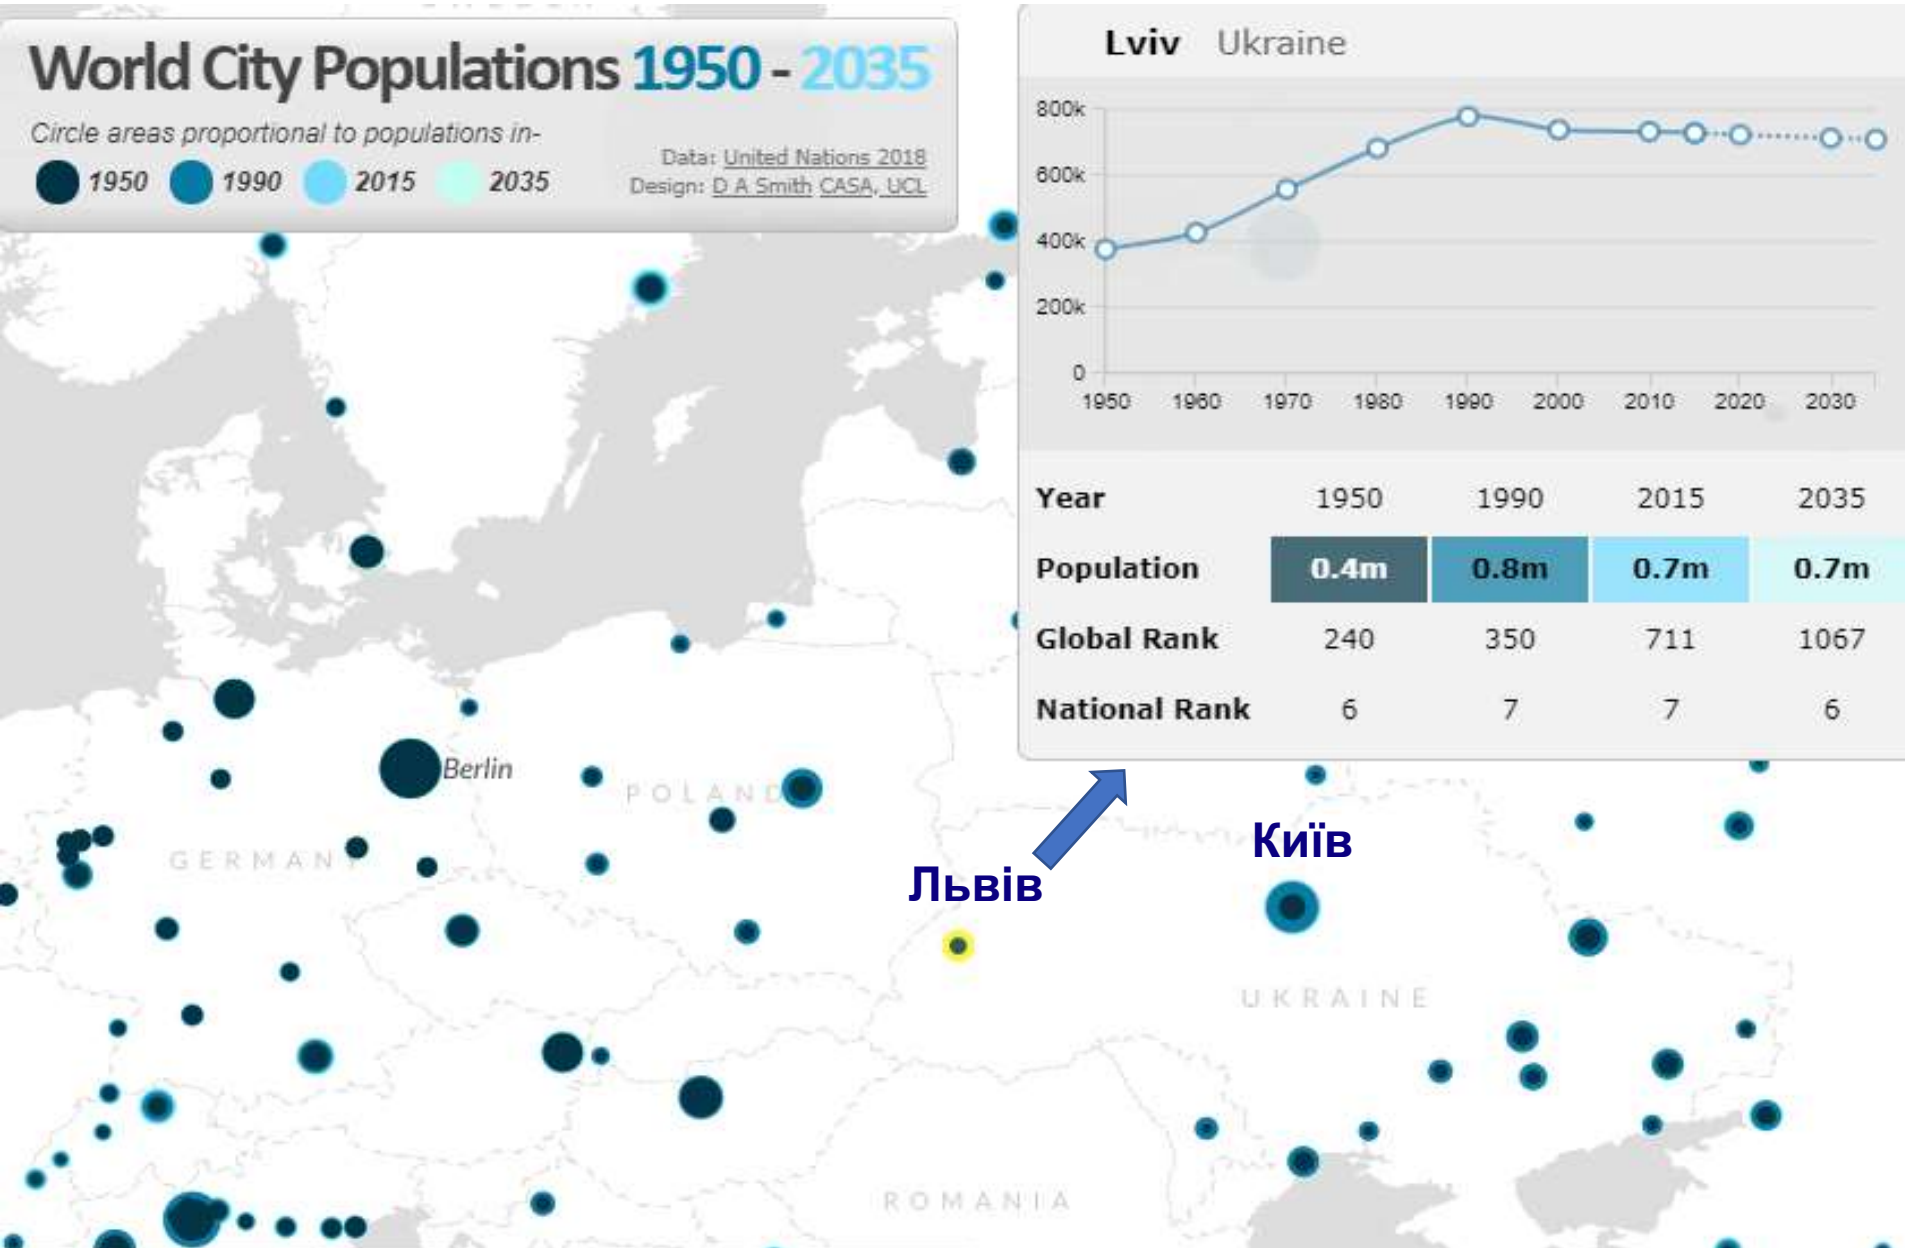 World City Populations 1950 - 2035
Circle areas proportional to populations in-
1950 1990 2015 2035
Data: United Nations 2018
Design: D A Smith CASA, UCL
Lviv Ukraine
800k
600k
400k
200k
0
1950 1960 1970 1980 1990 2000 2010 2020 2030
Year 1950 1990 2015 2035
Population 0.4m 0.8m 0.7m 0.7m
Global Rank 240 350 711 1067
National Rank 6 7 7 6
Berlin
POLAND
GERMANY
Київ
Львів
UKRAINE
ROMANIA